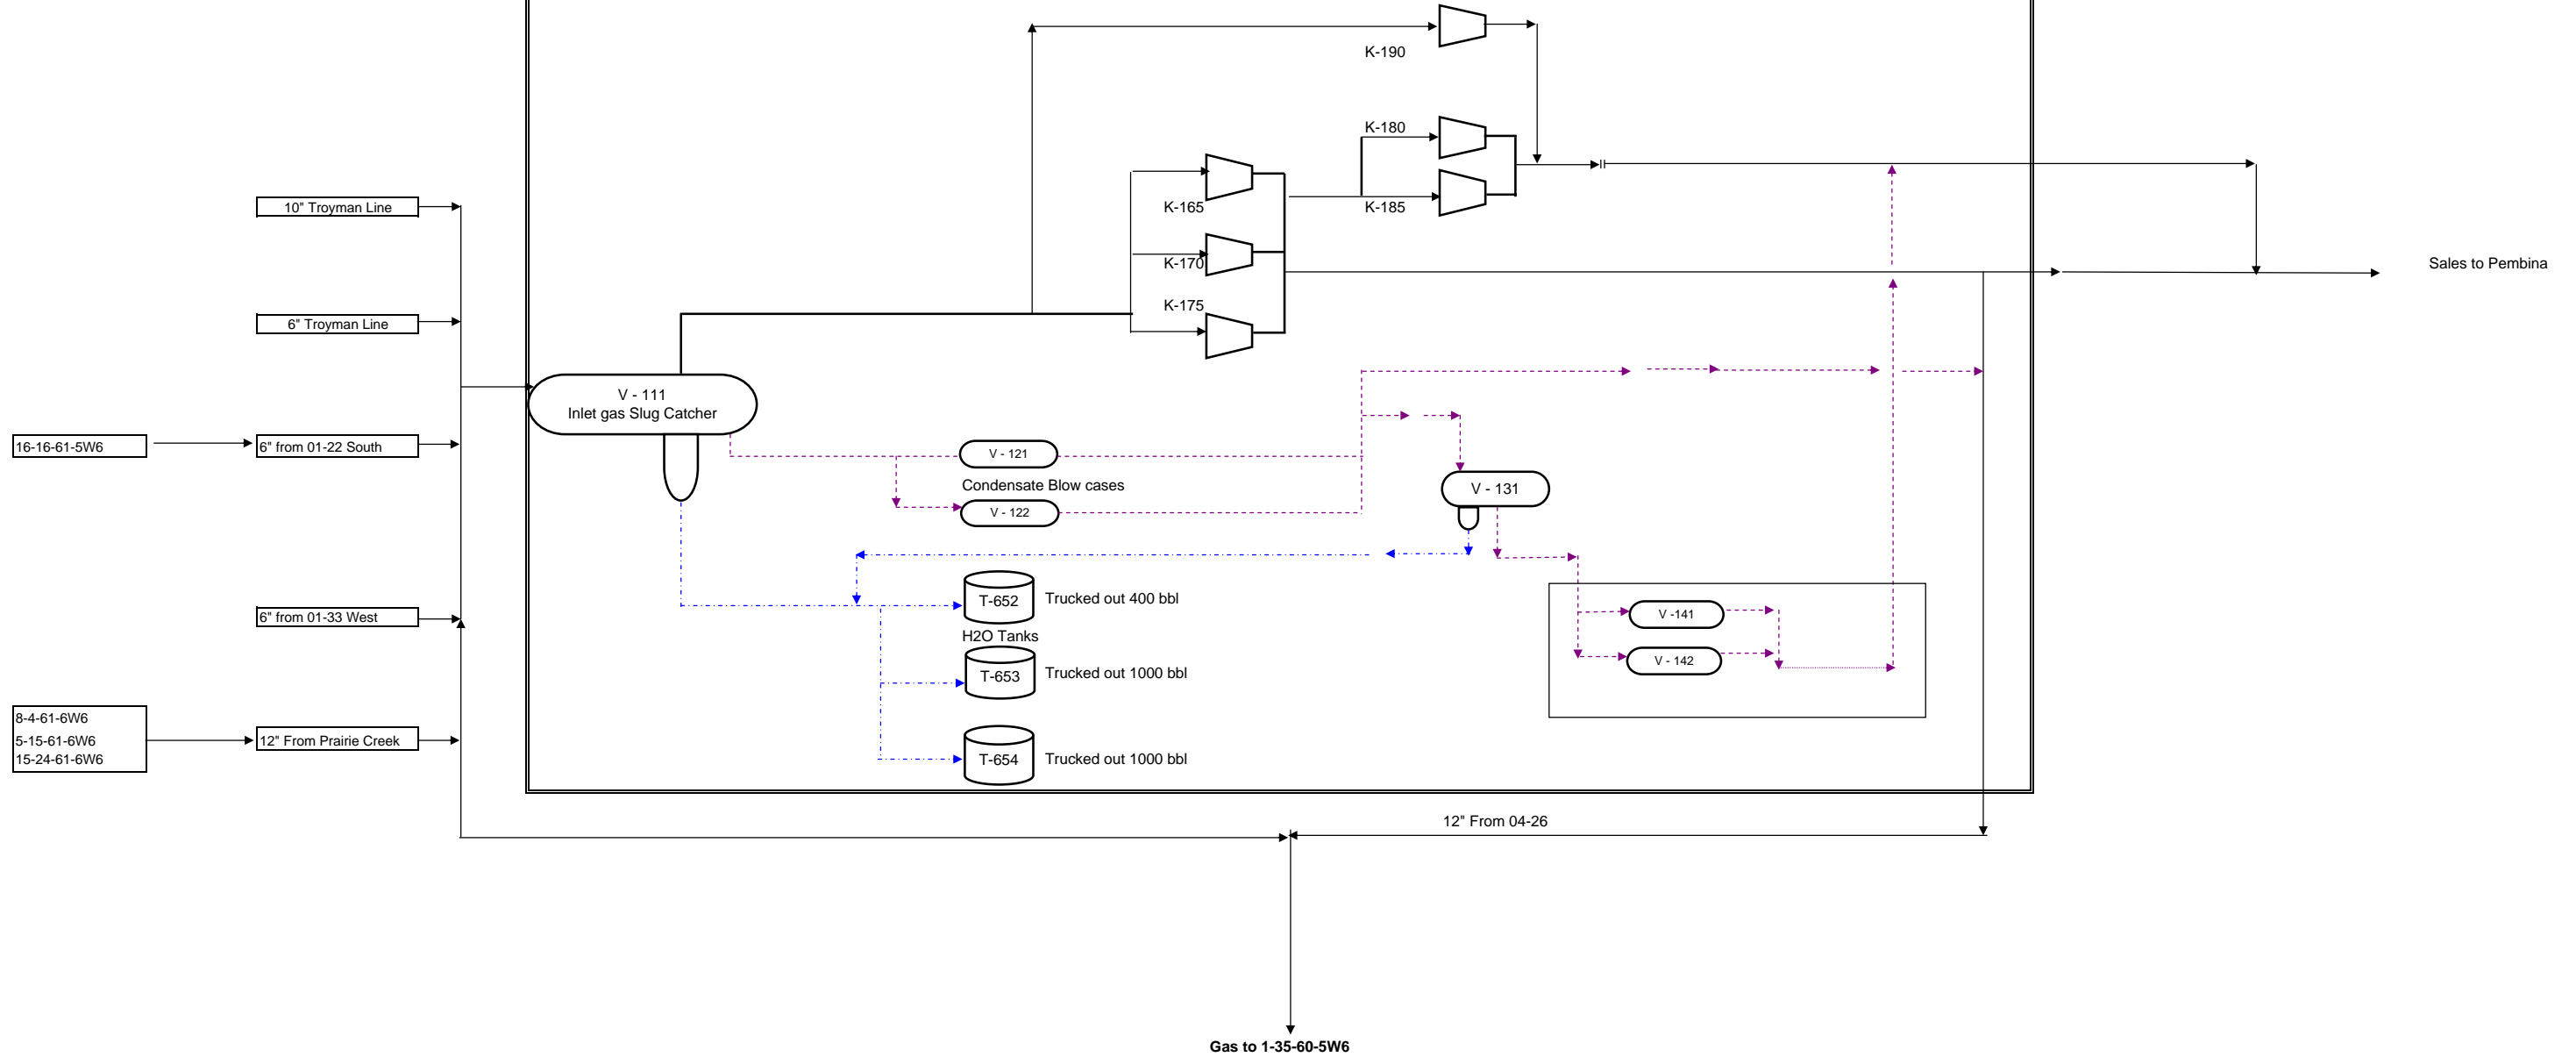 K-190
K-180
K-165
K-185
10" Troyman Line
K-170
Sales to Pembina
K-175
6" Troyman Line
V - 111
Inlet gas Slug Catcher
16-16-61-5W6
6" from 01-22 South
V - 121
Condensate Blow cases
V - 131
V - 122
T-652
Trucked out 400 bbl
6" from 01-33 West
V -141
H2O Tanks
V - 142
T-653
Trucked out 1000 bbl
8-4-61-6W6
5-15-61-6W6
15-24-61-6W6
12" From Prairie Creek
T-654
Trucked out 1000 bbl
12" From 04-26
Gas to 1-35-60-5W6